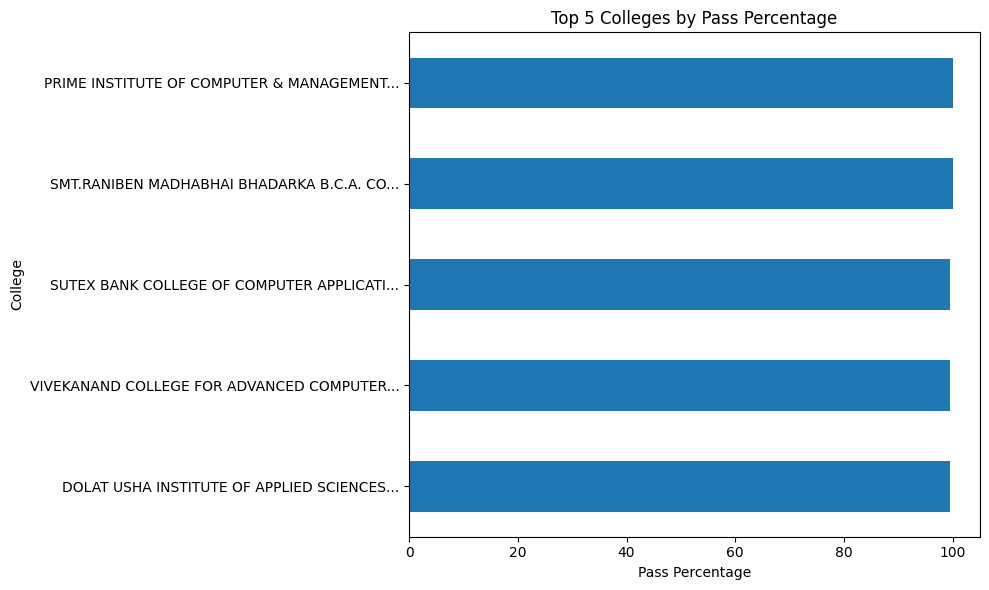 Top 5 Colleges by Pass Percentage
PRIME INSTITUTE OF COMPUTER & MANAGEMENT...
SMT.RANIBEN MADHABHAI BHADARKA B.C.A. CO...
SUTEX BANK COLLEGE OF COMPUTER APPLICATI...
VIVEKANAND COLLEGE FOR ADVANCED COMPUTER...
DOLAT USHA INSTITUTE OF APPLIED SCIENCES...
College
0 20 40 60 80 100
Pass Percentage